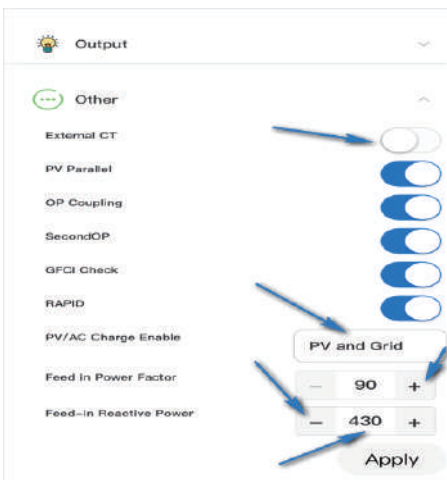 Output
Other
External CT
PV Parallel
OP Coupling
SecondOP
GFCI Check
RAPID
PV/AC Charge Enable PV and Grid
Feed in Power Factor – 90 +
Feed-in Reactive Power – 430 +
Apply